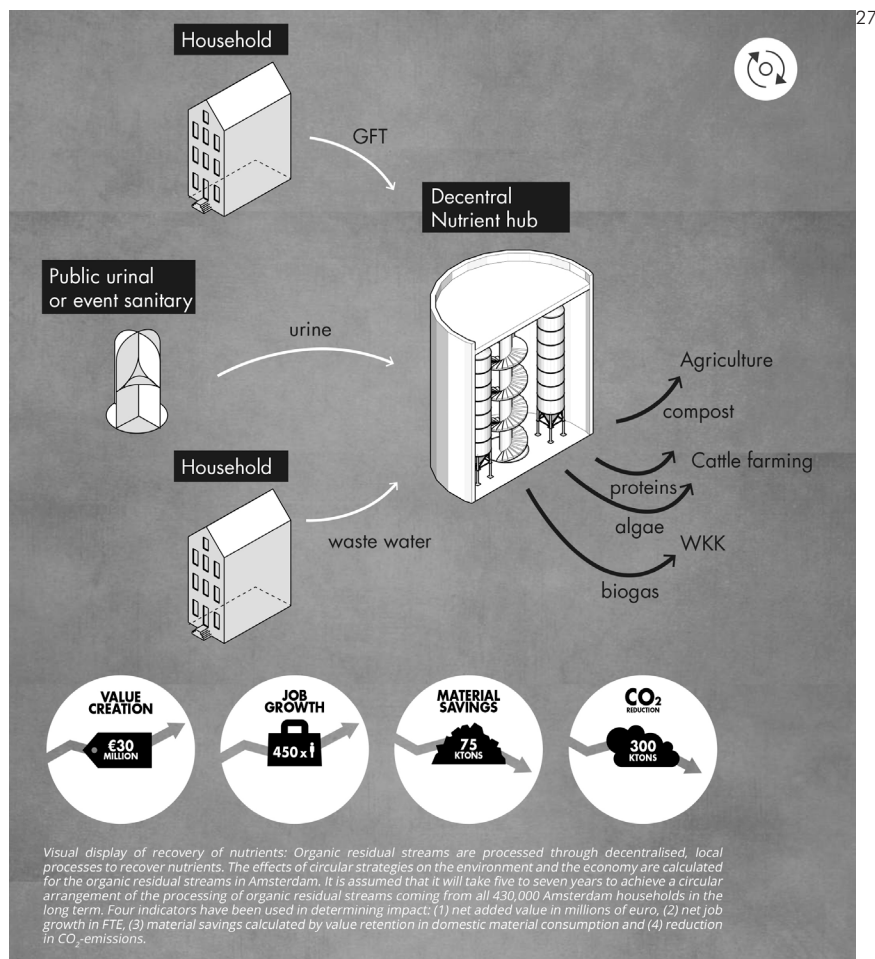 27
Household
GFT
Decentral
Nutrient hub
Public urinal
or event sanitary
urine
Agriculture
compost
Household
Cattle farming
proteins
algae
waste water
WKK
biogas
VALUE
CREATION
€30
MILLION
JOB
GROWTH
450 x
MATERIAL
SAVINGS
75
KTONS
CO₂
REDUCTION
300
KTONS
Visual display of recovery of nutrients: Organic residual streams are processed through decentralised, local
processes to recover nutrients. The effects of circular strategies on the environment and the economy are calculated
for the organic residual streams in Amsterdam. It is assumed that it will take five to seven years to achieve a circular
arrangement of the processing of organic residual streams coming from all 430,000 Amsterdam households in the
long term. Four indicators have been used in determining impact: (1) net added value in millions of euro, (2) net job
growth in FTE, (3) material savings calculated by value retention in domestic material consumption and (4) reduction
in CO₂-emissions.